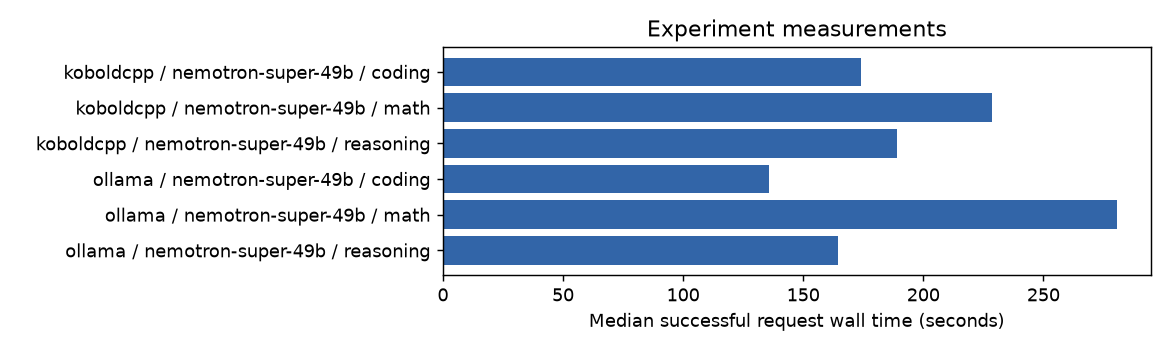 Experiment measurements
koboldcpp / nemotron-super-49b / coding
koboldcpp / nemotron-super-49b / math
koboldcpp / nemotron-super-49b / reasoning
ollama / nemotron-super-49b / coding
ollama / nemotron-super-49b / math
ollama / nemotron-super-49b / reasoning
0 50 100 150 200 250
Median successful request wall time (seconds)